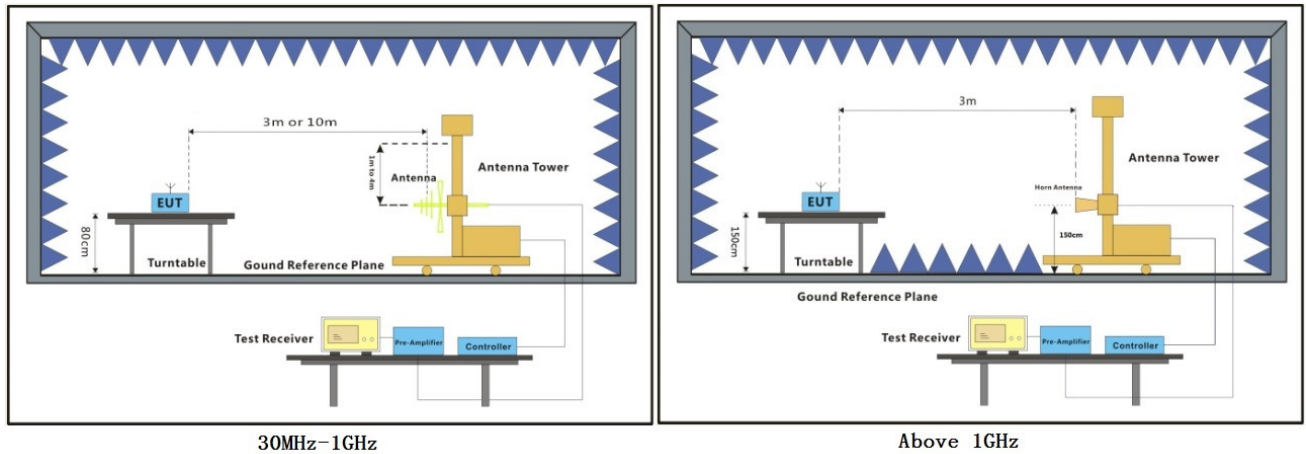 3m or 10m
1m to 4m
Antenna
Antenna Tower
EUT
80cm
Turntable
Gound Reference Plane
Test Receiver
Pre-Amplifier
Controller
30MHz-1GHz
3m
Antenna Tower
Horn Antenna
EUT
150cm
150cm
Turntable
Gound Reference Plane
Test Receiver
Pre-Amplifier
Controller
Above 1GHz